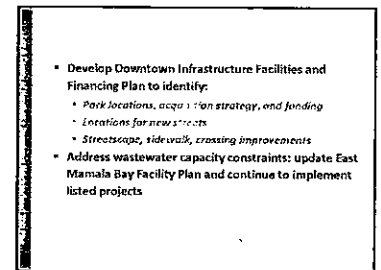 ▪ Develop Downtown Infrastructure Facilities and
Financing Plan to identify:
• Park locations, acquisition strategy, and funding
• Locations for new streets
• Streetscape, sidewalk, crossing improvements
▪ Address wastewater capacity constraints: update East
Mamala Bay Facility Plan and continue to implement
listed projects